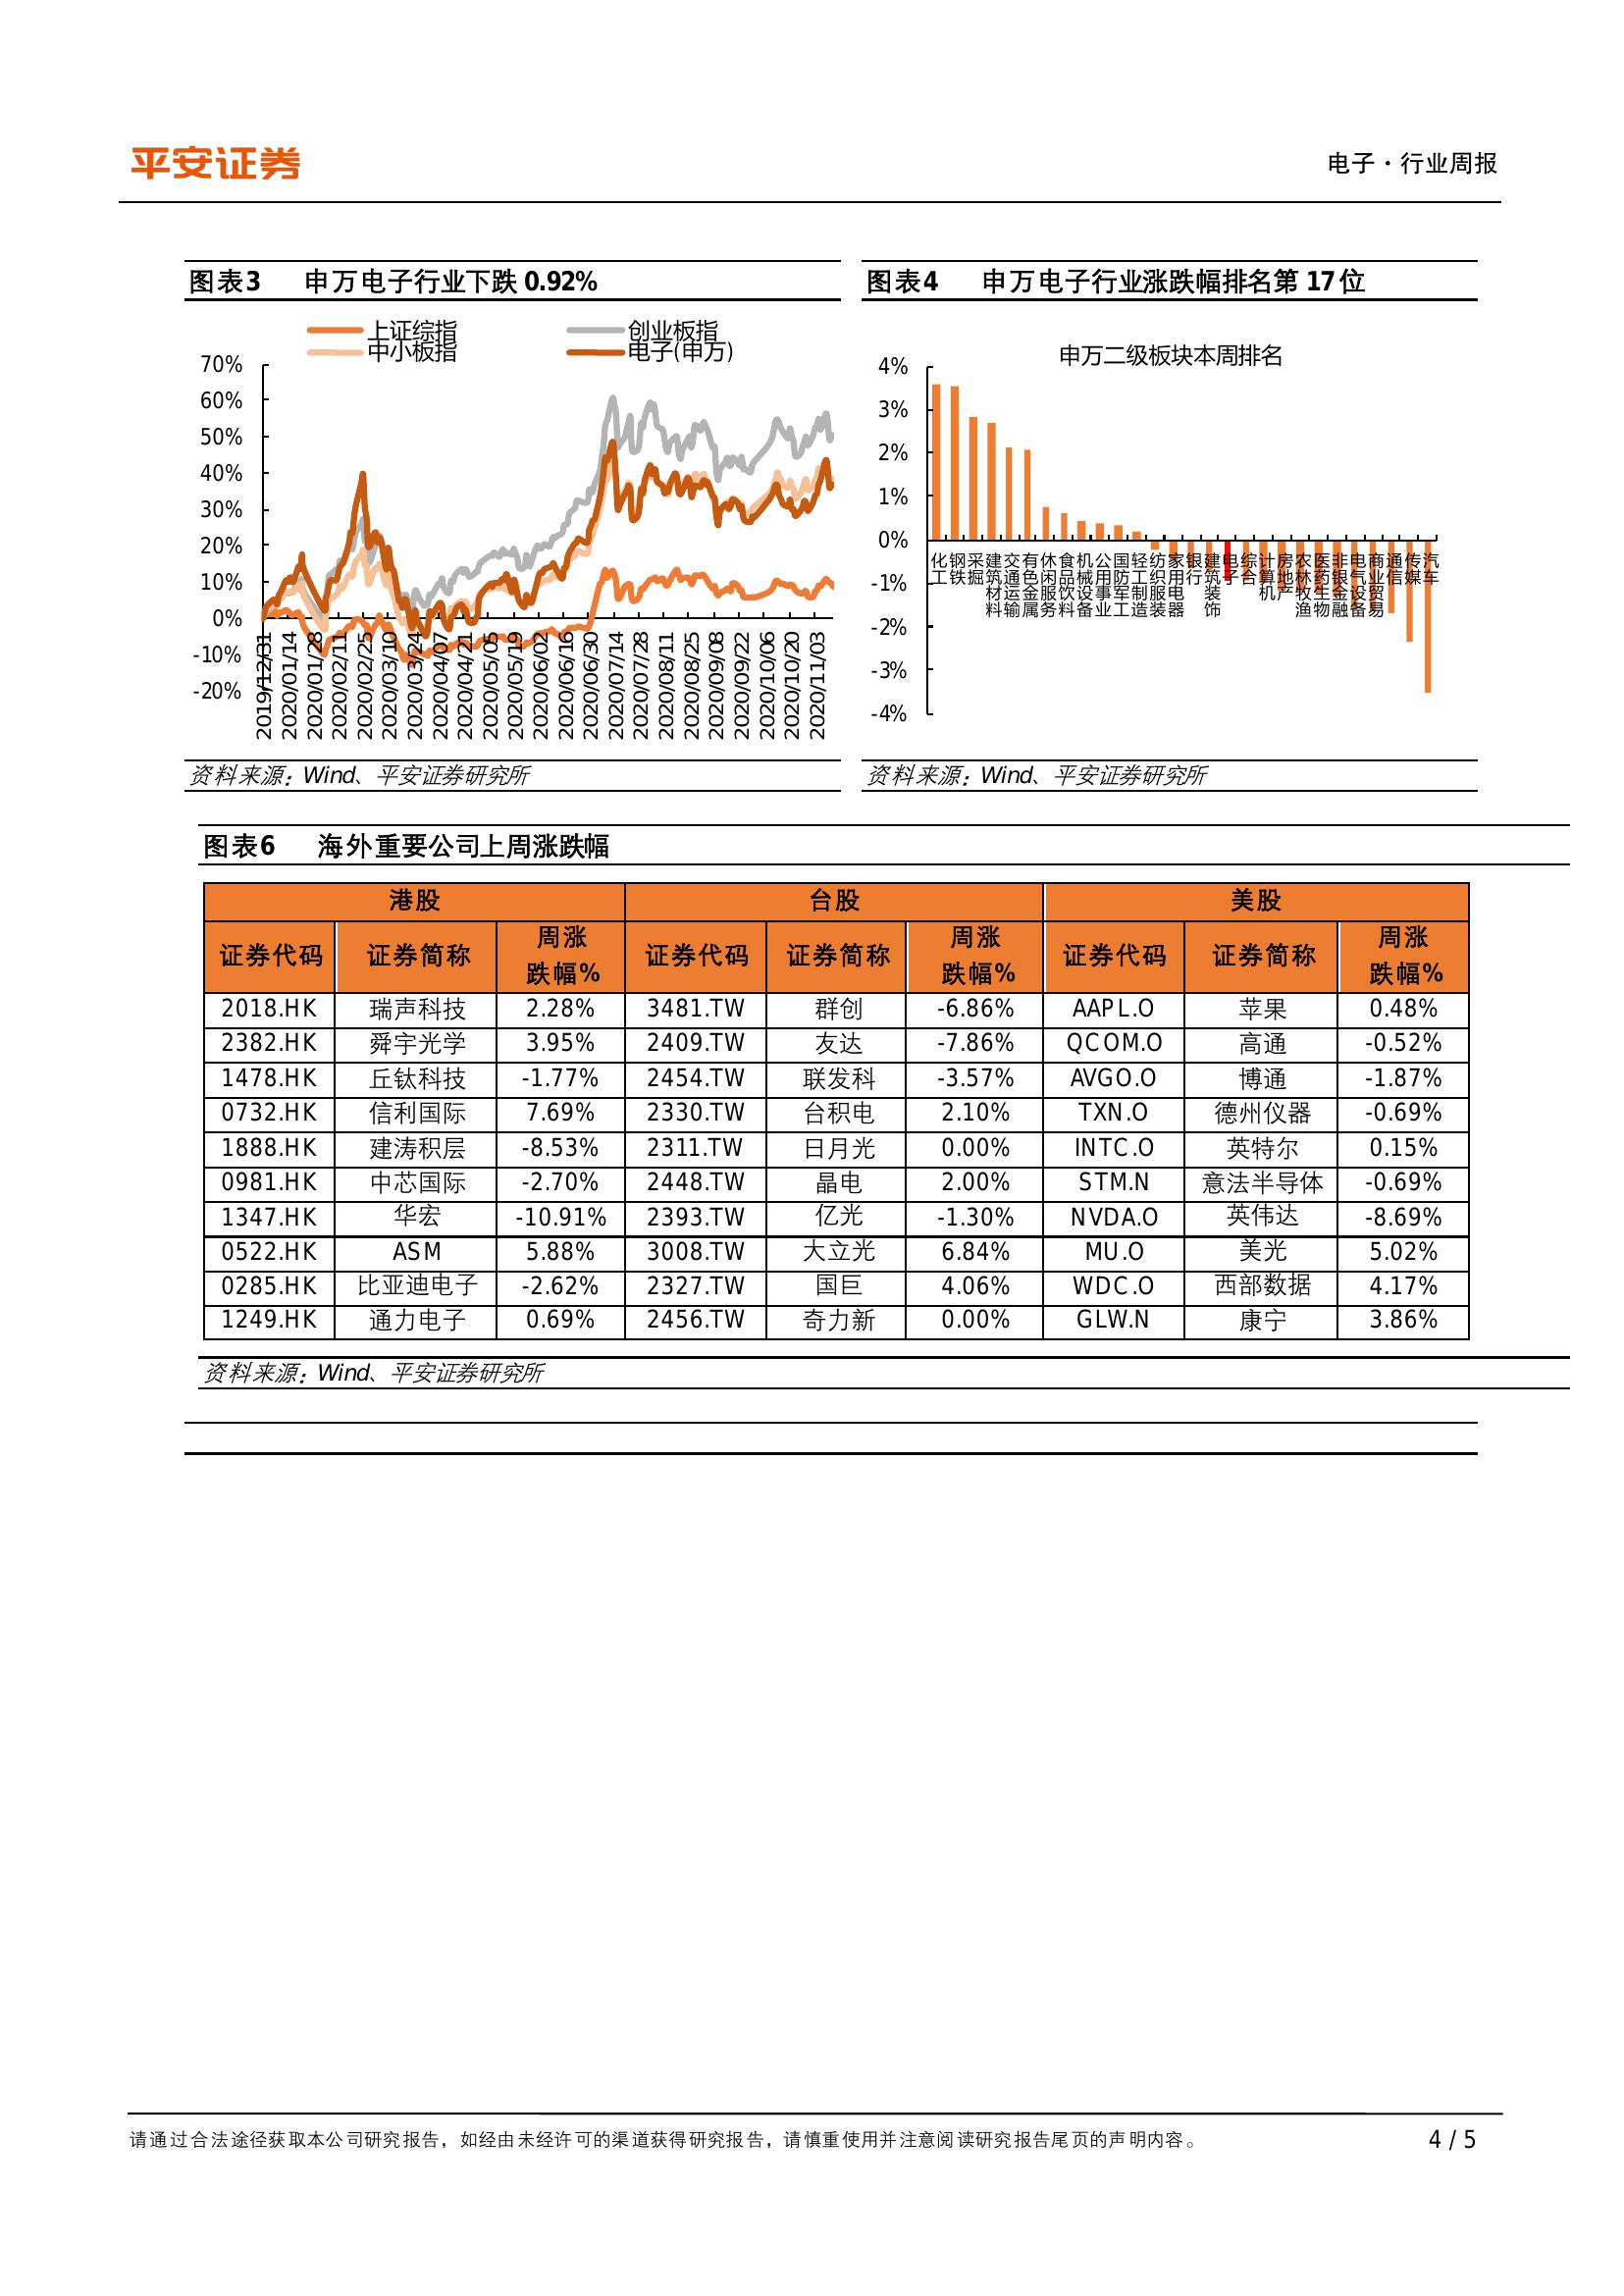 平安证券
电子·行业周报
图表3 申万电子行业下跌 0.92%
上证综指 创业板指
中小板指 电子(申万)
70%
60%
50%
40%
30%
20%
10%
0%
-10%
-20%
2019/12/31
2020/01/14
2020/01/28
2020/02/11
2020/02/25
2020/03/10
2020/03/24
2020/04/07
2020/04/21
2020/05/05
2020/05/19
2020/06/02
2020/06/16
2020/06/30
2020/07/14
2020/07/28
2020/08/11
2020/08/25
2020/09/08
2020/09/22
2020/10/06
2020/10/20
2020/11/03
资料来源：Wind、平安证券研究所
图表4 申万电子行业涨跌幅排名第 17 位
申万二级板块本周排名
4%
3%
2%
1%
0%
-1%
-2%
-3%
-4%
化工
钢铁
采掘
建筑材料
交通运输
有色金属
休闲服务
食品饮料
机械设备
公用事业
国防军工
轻工制造
纺织服装
家用电器
银行
建筑装饰
电子
综合
计算机
房地产
农林牧渔
医药生物
非银金融
电气设备
商业贸易
通信
传媒
汽车
资料来源：Wind、平安证券研究所
图表6 海外重要公司上周涨跌幅
港股 台股 美股
证券代码 证券简称 周涨跌幅% 证券代码 证券简称 周涨跌幅% 证券代码 证券简称 周涨跌幅%
2018.HK 瑞声科技 2.28% 3481.TW 群创 -6.86% AAPL.O 苹果 0.48%
2382.HK 舜宇光学 3.95% 2409.TW 友达 -7.86% QCOM.O 高通 -0.52%
1478.HK 丘钛科技 -1.77% 2454.TW 联发科 -3.57% AVGO.O 博通 -1.87%
0732.HK 信利国际 7.69% 2330.TW 台积电 2.10% TXN.O 德州仪器 -0.69%
1888.HK 建涛积层 -8.53% 2311.TW 日月光 0.00% INTC.O 英特尔 0.15%
0981.HK 中芯国际 -2.70% 2448.TW 晶电 2.00% STM.N 意法半导体 -0.69%
1347.HK 华宏 -10.91% 2393.TW 亿光 -1.30% NVDA.O 英伟达 -8.69%
0522.HK ASM 5.88% 3008.TW 大立光 6.84% MU.O 美光 5.02%
0285.HK 比亚迪电子 -2.62% 2327.TW 国巨 4.06% WDC.O 西部数据 4.17%
1249.HK 通力电子 0.69% 2456.TW 奇力新 0.00% GLW.N 康宁 3.86%
资料来源：Wind、平安证券研究所
请通过合法途径获取本公司研究报告，如经由未经许可的渠道获得研究报告，请慎重使用并注意阅读研究报告尾页的声明内容。
4 / 5